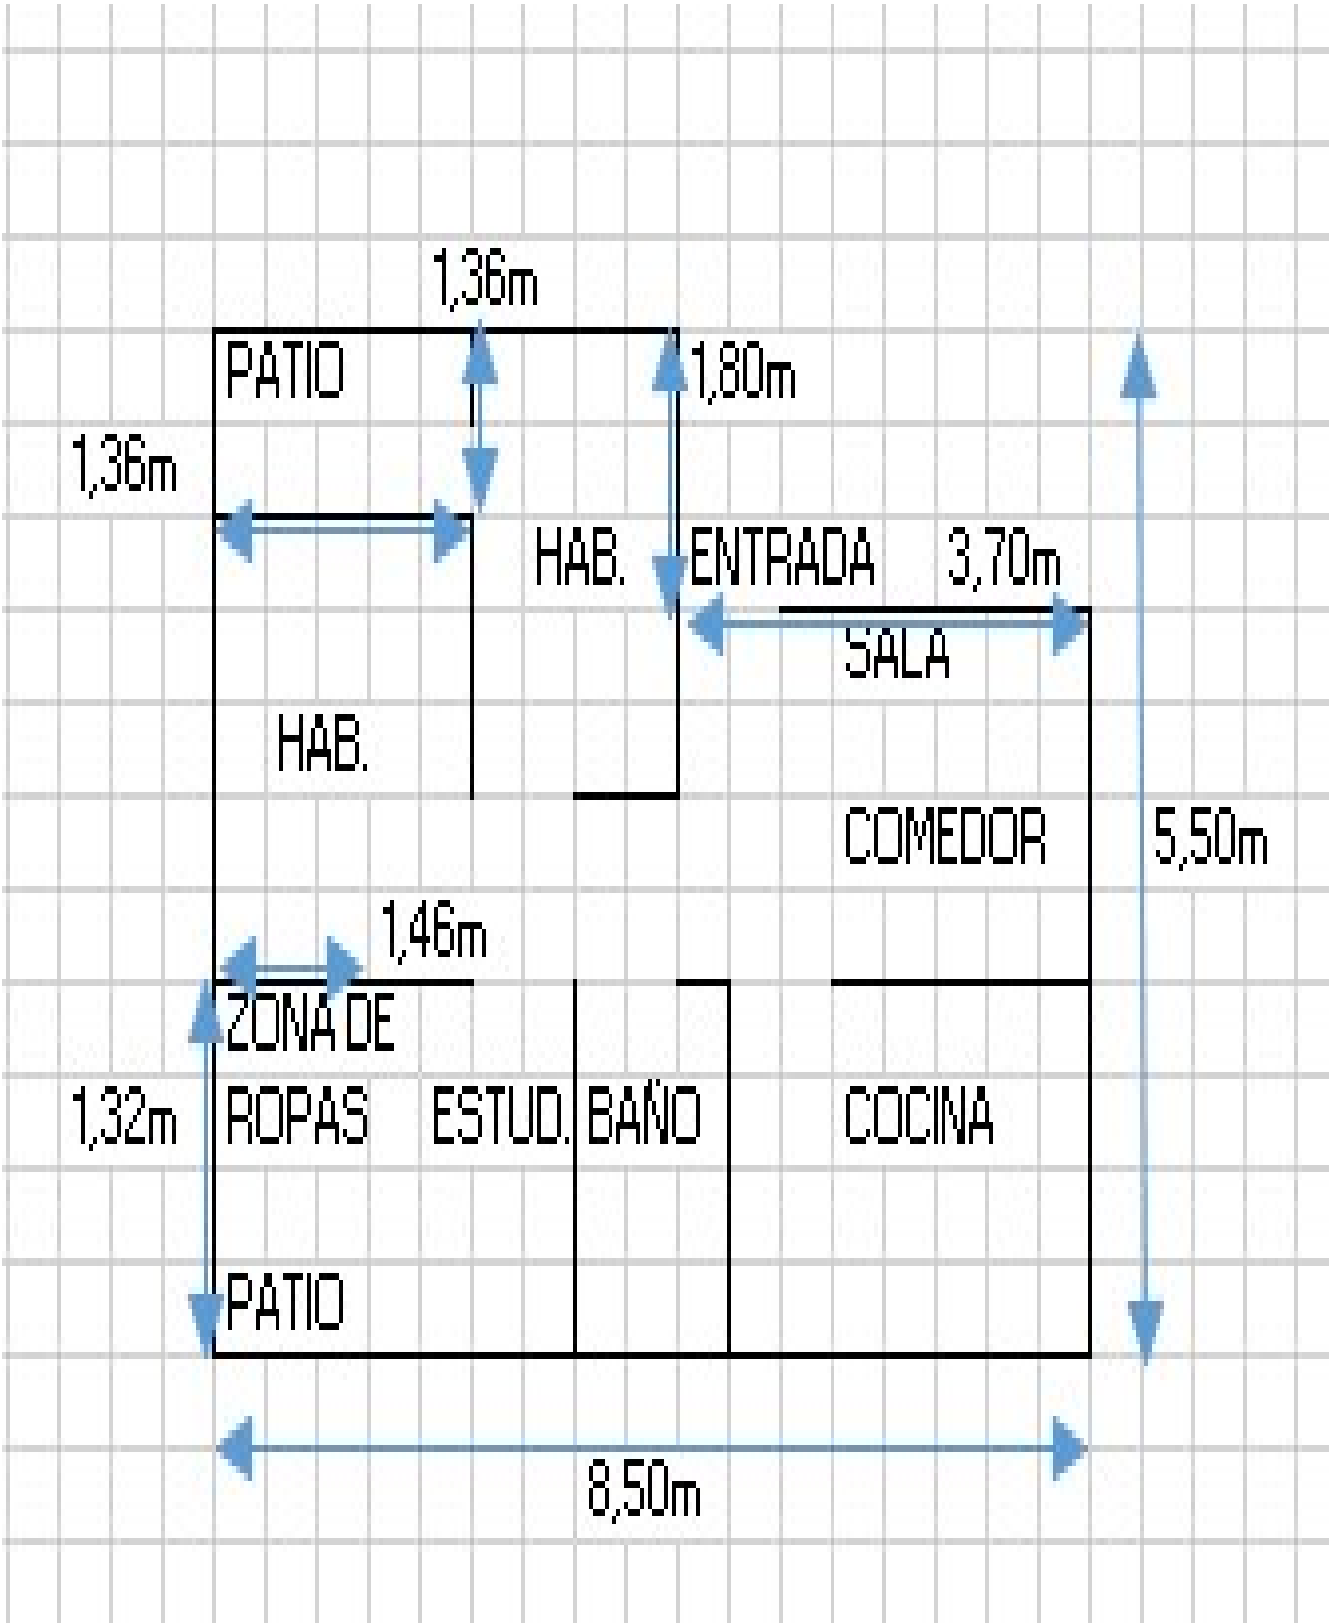 1,36m
PATIO
1,80m
1,36m
HAB.
ENTRADA
3,70m
SALA
HAB.
COMEDOR
5,50m
1,46m
ZONA DE
1,32m
ROPAS
ESTUD.
BAÑO
COCINA
PATIO
8,50m